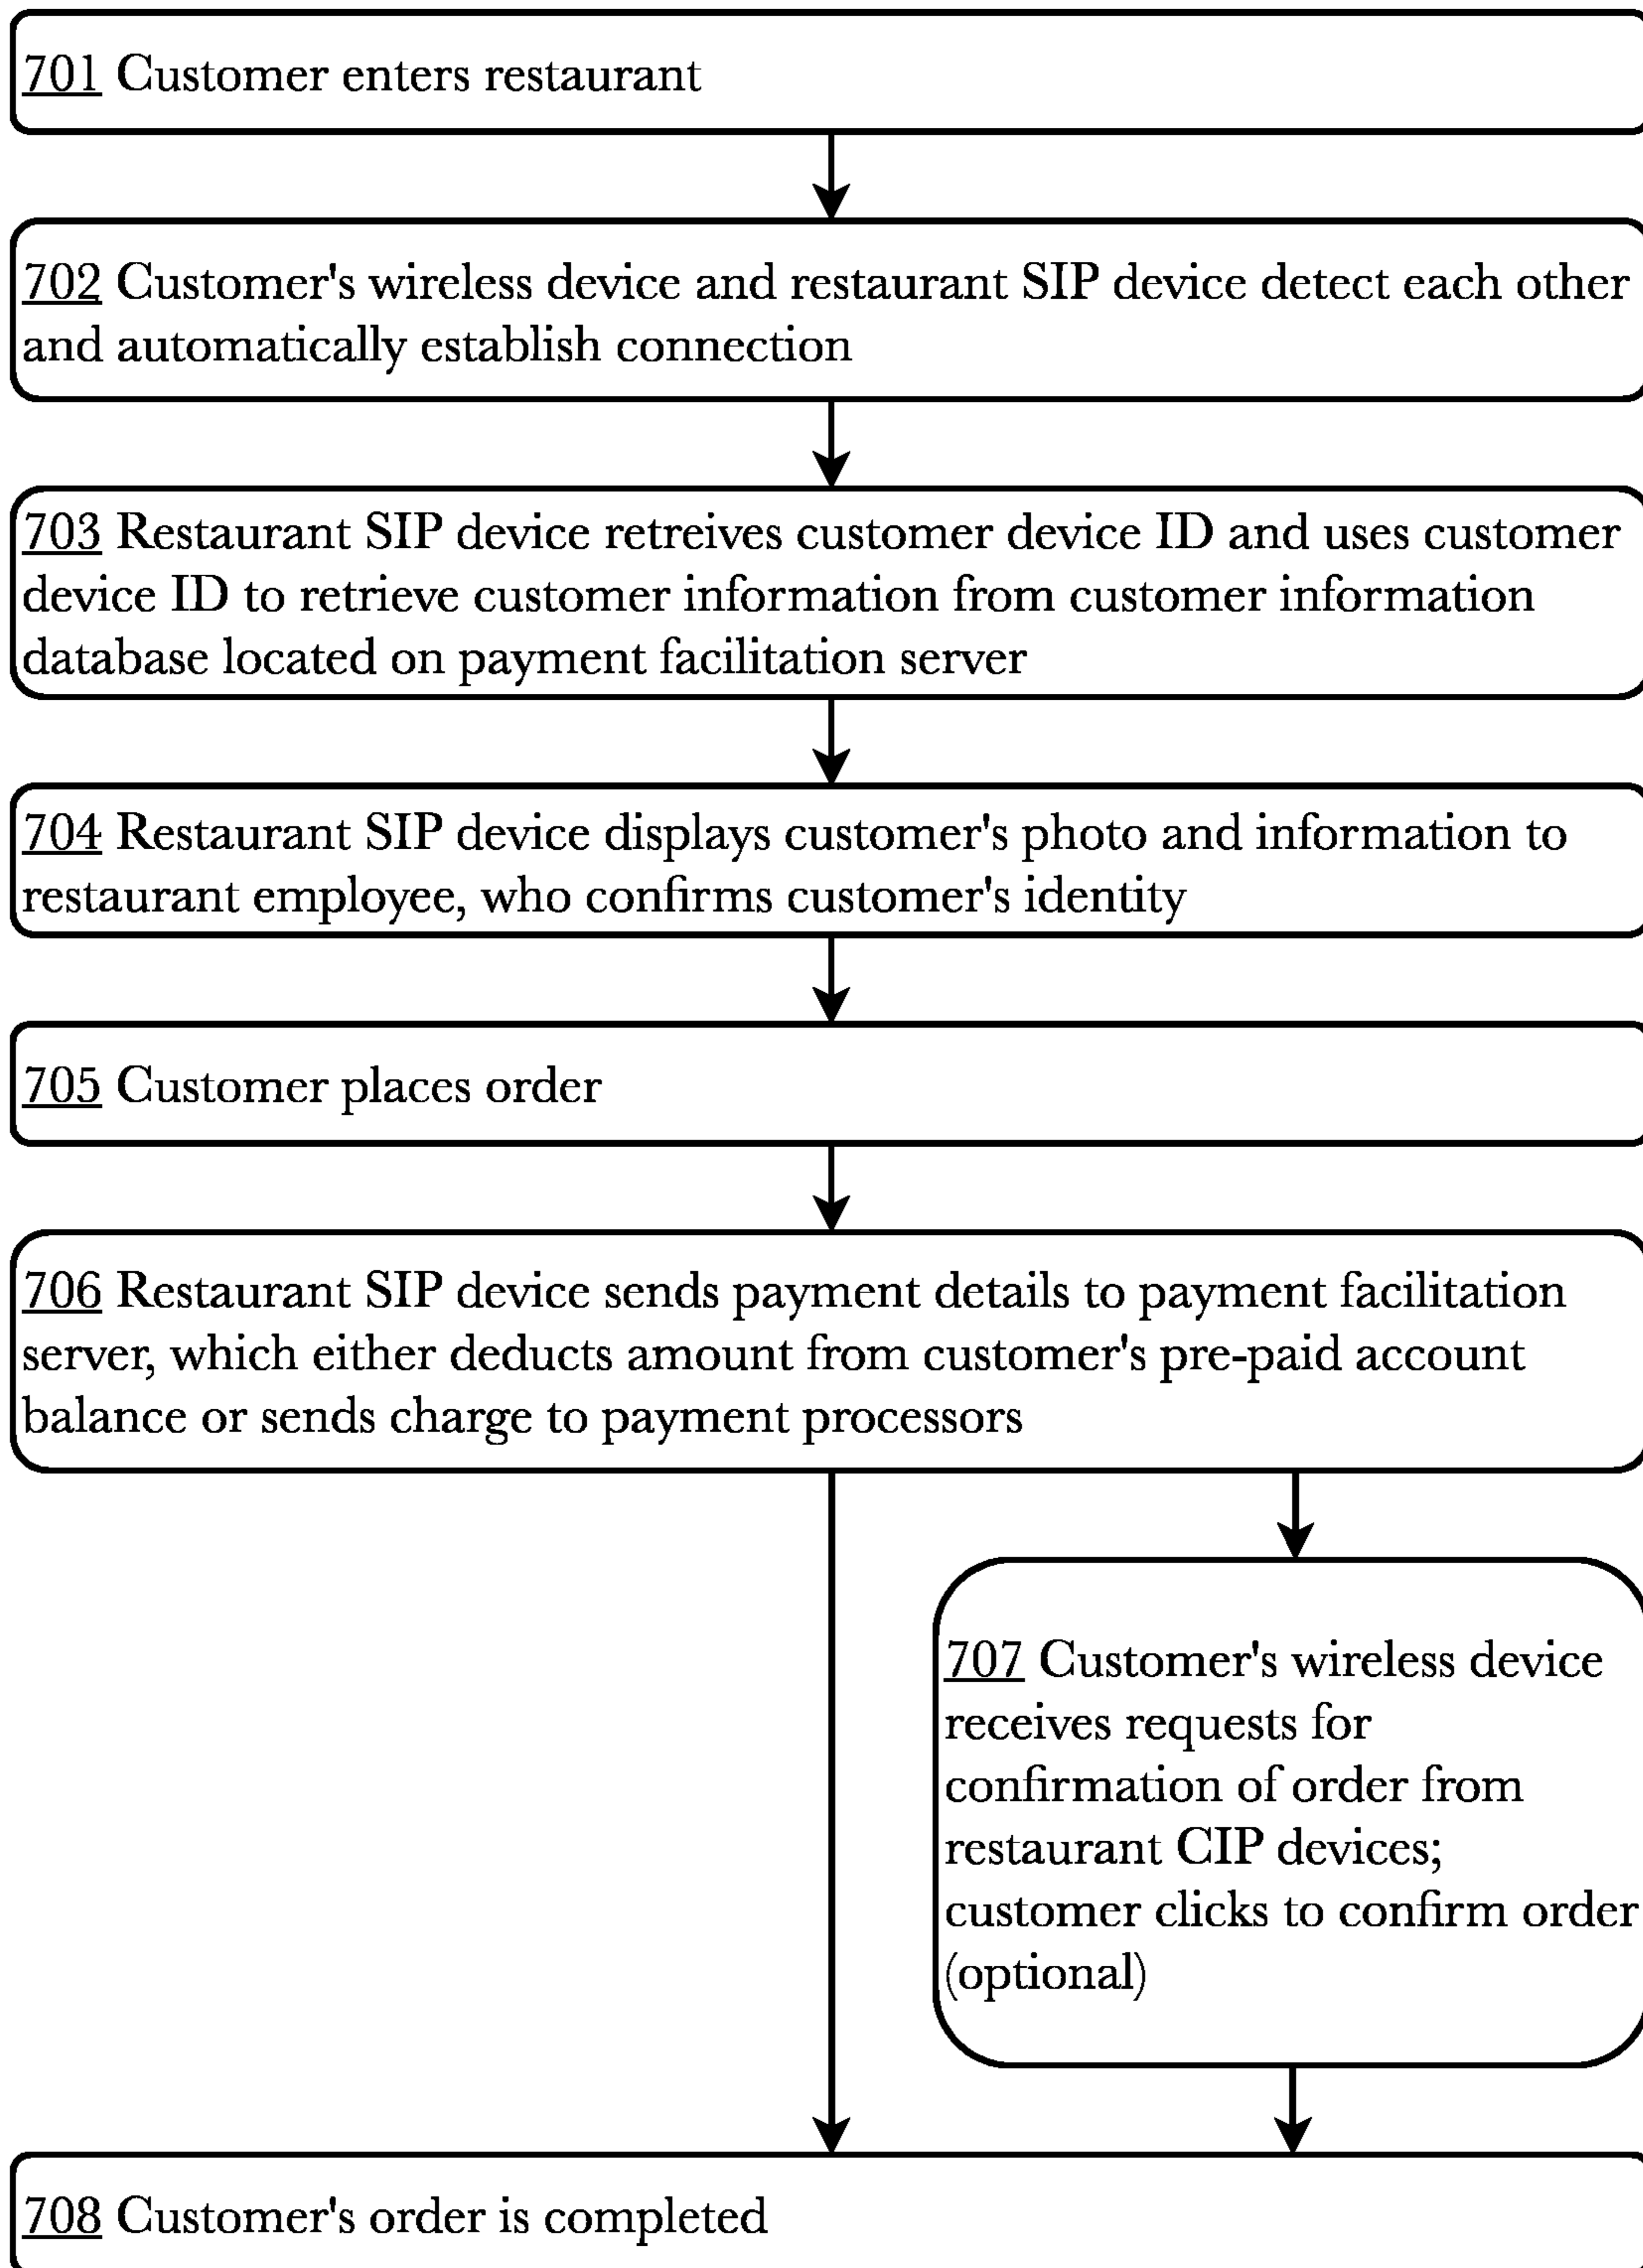 701 Customer enters restaurant
702 Customer's wireless device and restaurant SIP device detect each other
and automatically establish connection
703 Restaurant SIP device retreives customer device ID and uses customer
device ID to retrieve customer information from customer information
database located on payment facilitation server
704 Restaurant SIP device displays customer's photo and information to
restaurant employee, who confirms customer's identity
705 Customer places order
706 Restaurant SIP device sends payment details to payment facilitation
server, which either deducts amount from customer's pre-paid account
balance or sends charge to payment processors
707 Customer's wireless device
receives requests for
confirmation of order from
restaurant CIP devices;
customer clicks to confirm order
(optional)
708 Customer's order is completed